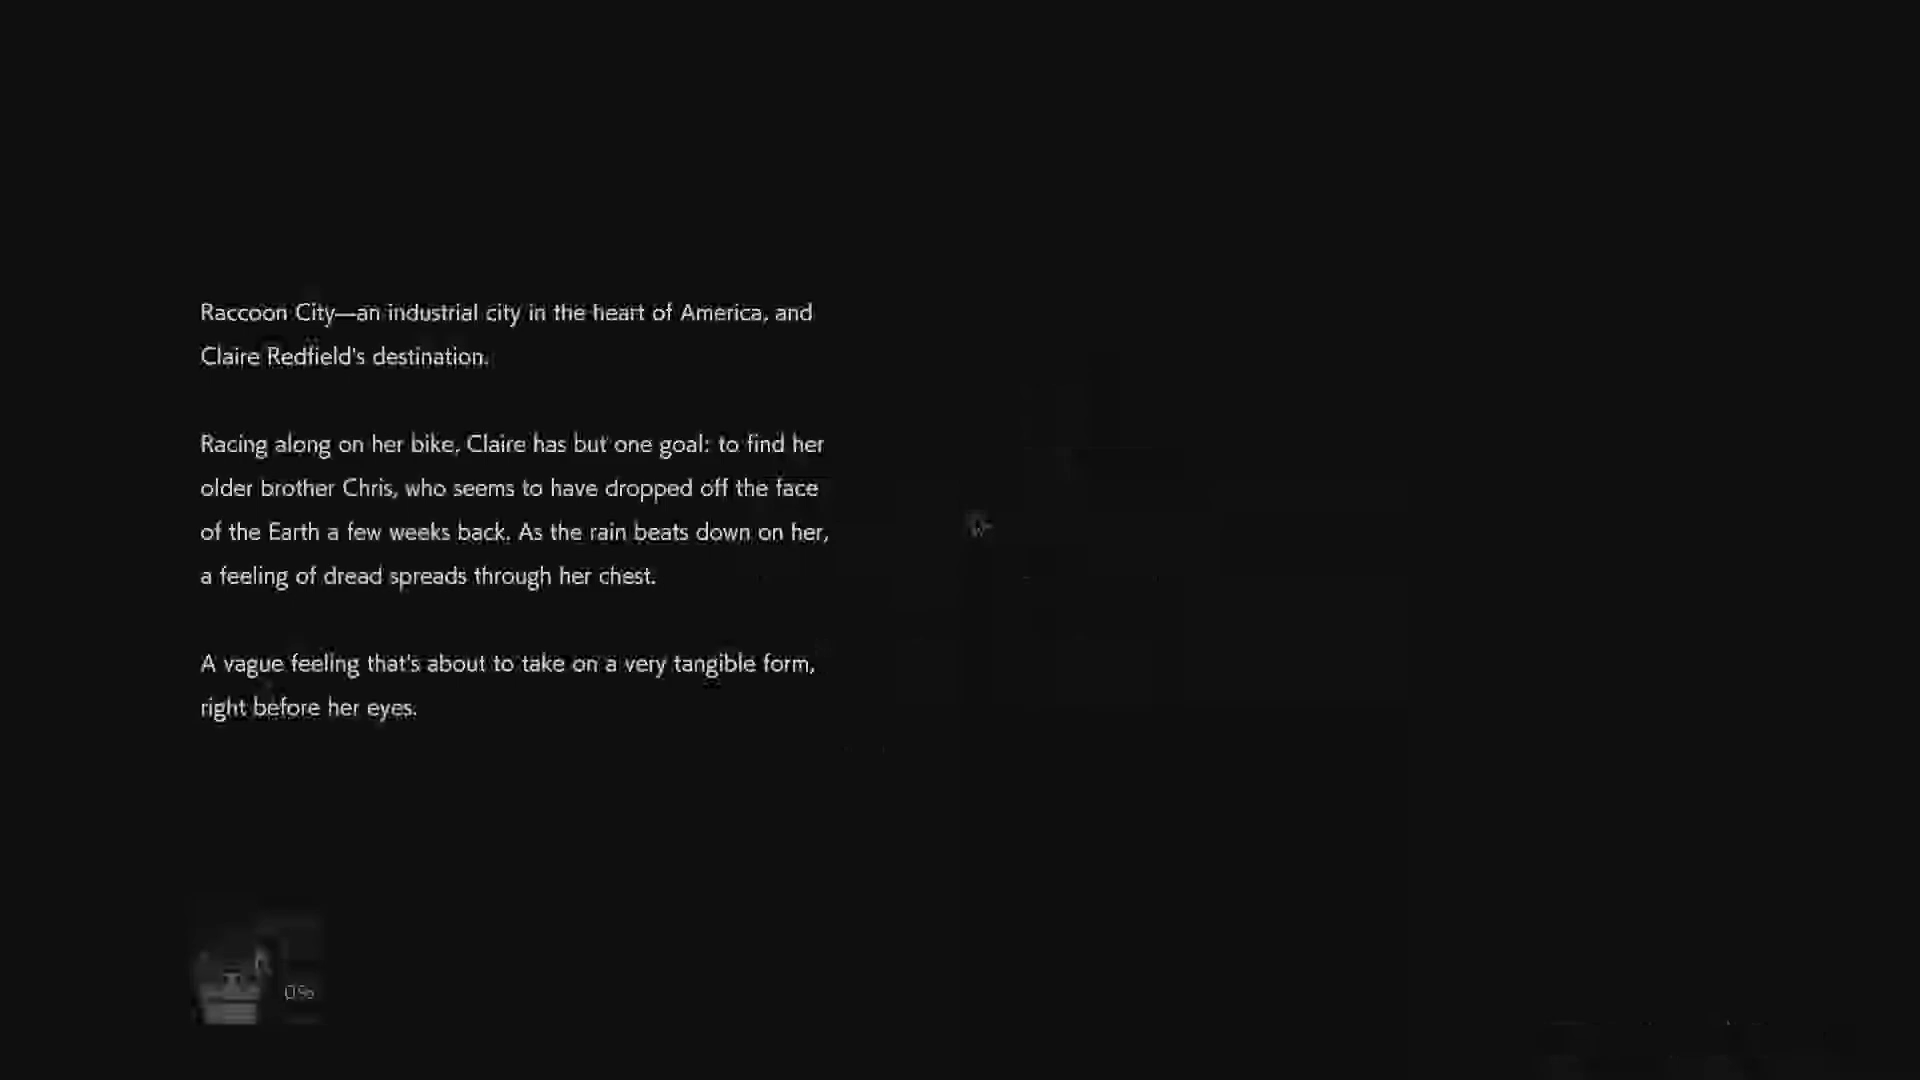 Raccoon City—an industrial city in the heart of America, and
Claire Redfield's destination.
Racing along on her bike, Claire has but one goal: to find her
older brother Chris, who seems to have dropped off the face
of the Earth a few weeks back. As the rain beats down on her,
a feeling of dread spreads through her chest.
A vague feeling that's about to take on a very tangible form,
right before her eyes.
0%